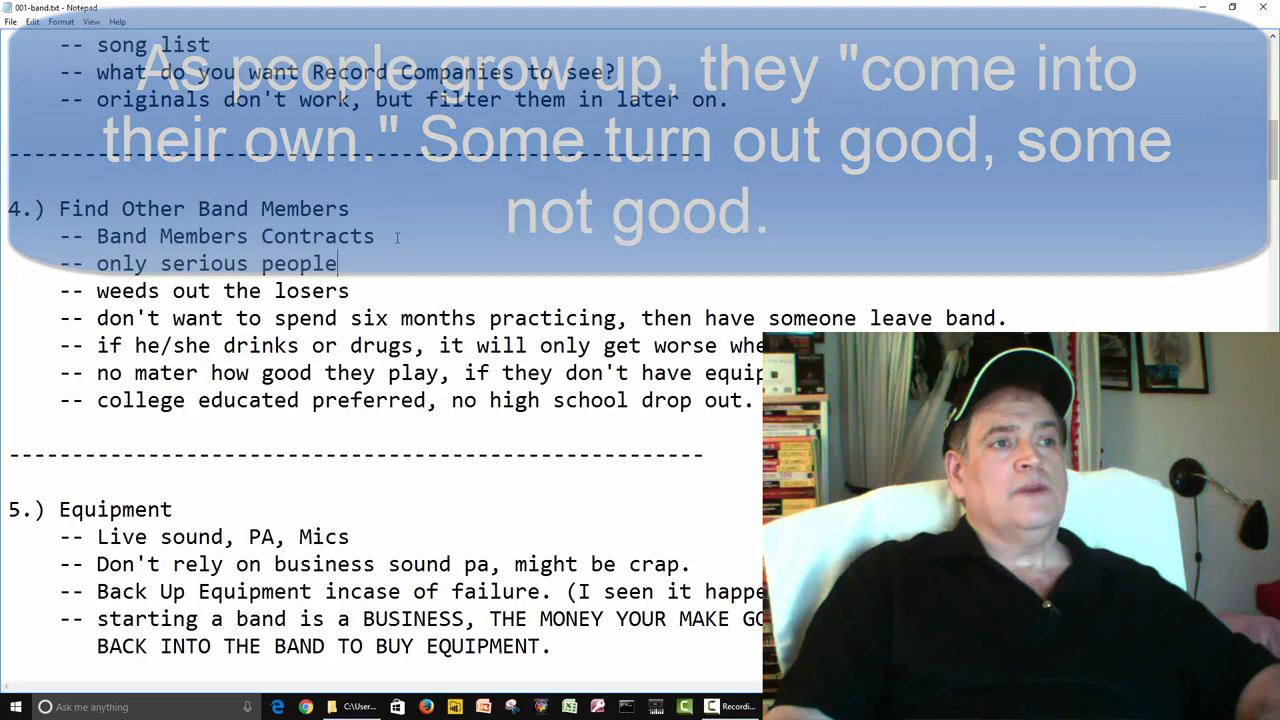 001-band.txt - Notepad
File Edit Format View Help
-- song list
-- what do you want Record Companies to see?
-- originals don't work, but filter them in later on.
As people grow up, they "come into
their own." Some turn out good, some
not good.
----------------------------------------------------
4.) Find Other Band Members
-- Band Members Contracts
-- only serious people
-- weeds out the losers
-- don't want to spend six months practicing, then have someone leave band.
-- if he/she drinks or drugs, it will only get worse
-- no mater how good they play, if they don't have
-- college educated preferred, no high school drop out.
----------------------------------------------------
5.) Equipment
-- Live sound, PA, Mics
-- Don't rely on business sound pa, might be crap.
-- Back Up Equipment incase of failure. (I seen it
-- starting a band is a BUSINESS, THE MONEY YOUR MAKE
BACK INTO THE BAND TO BUY EQUIPMENT.
Ask me anything
C:\Use...
Recordi...